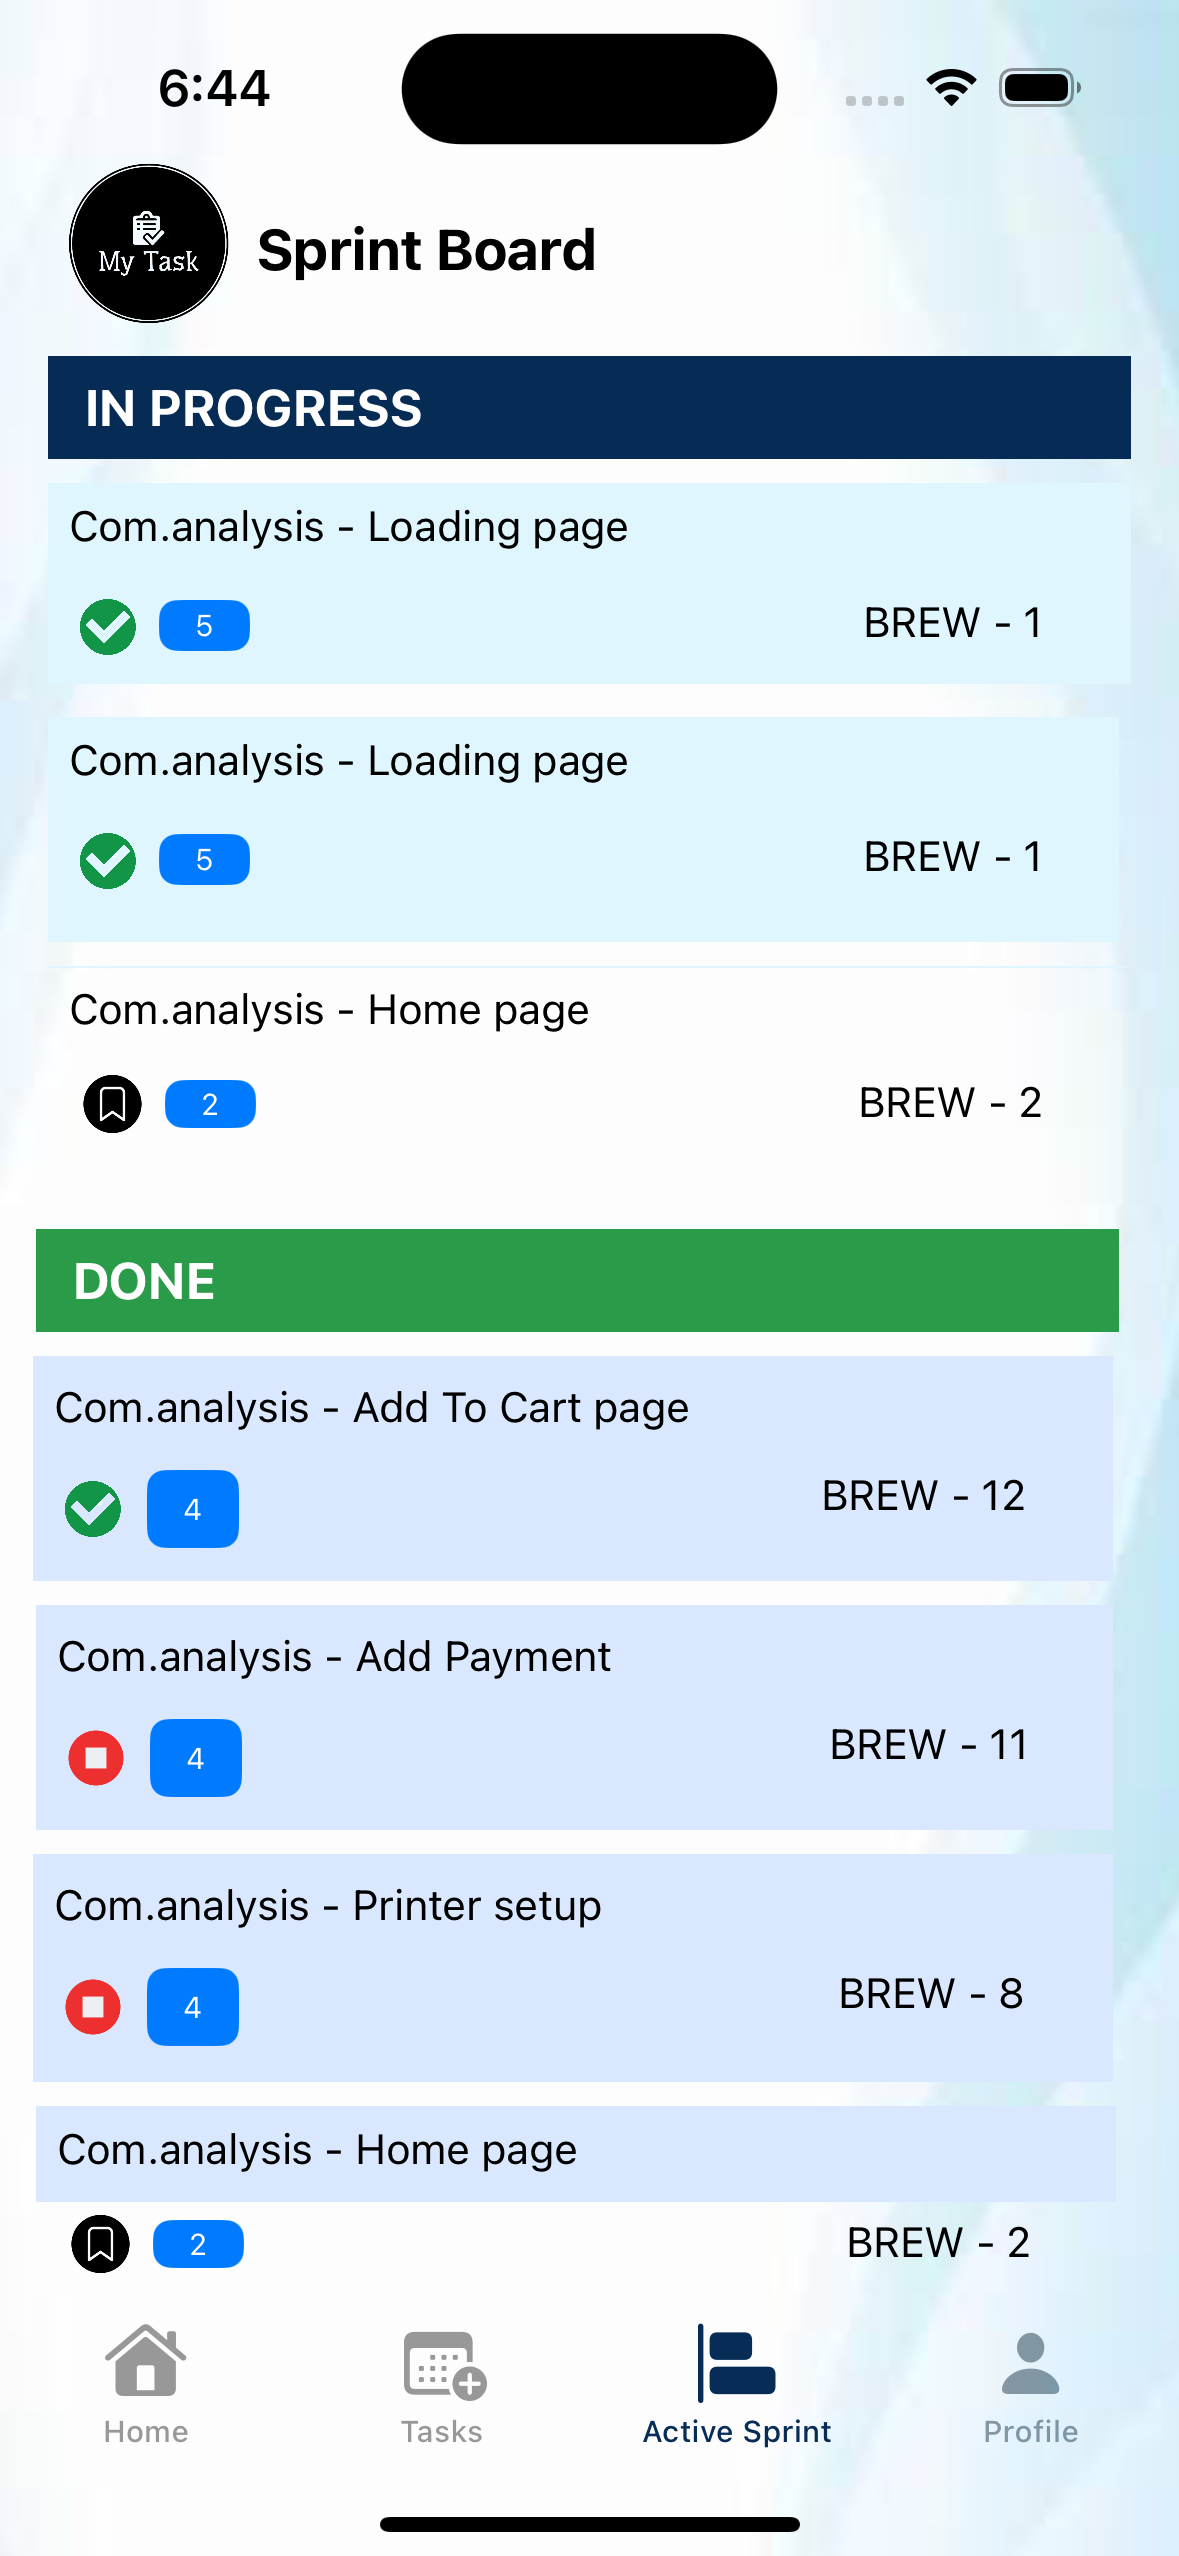 6:44
My Task
Sprint Board
IN PROGRESS
Com.analysis - Loading page
5
BREW - 1
Com.analysis - Loading page
5
BREW - 1
Com.analysis - Home page
2
BREW - 2
DONE
Com.analysis - Add To Cart page
4
BREW - 12
Com.analysis - Add Payment
4
BREW - 11
Com.analysis - Printer setup
4
BREW - 8
Com.analysis - Home page
2
BREW - 2
Home
Tasks
Active Sprint
Profile